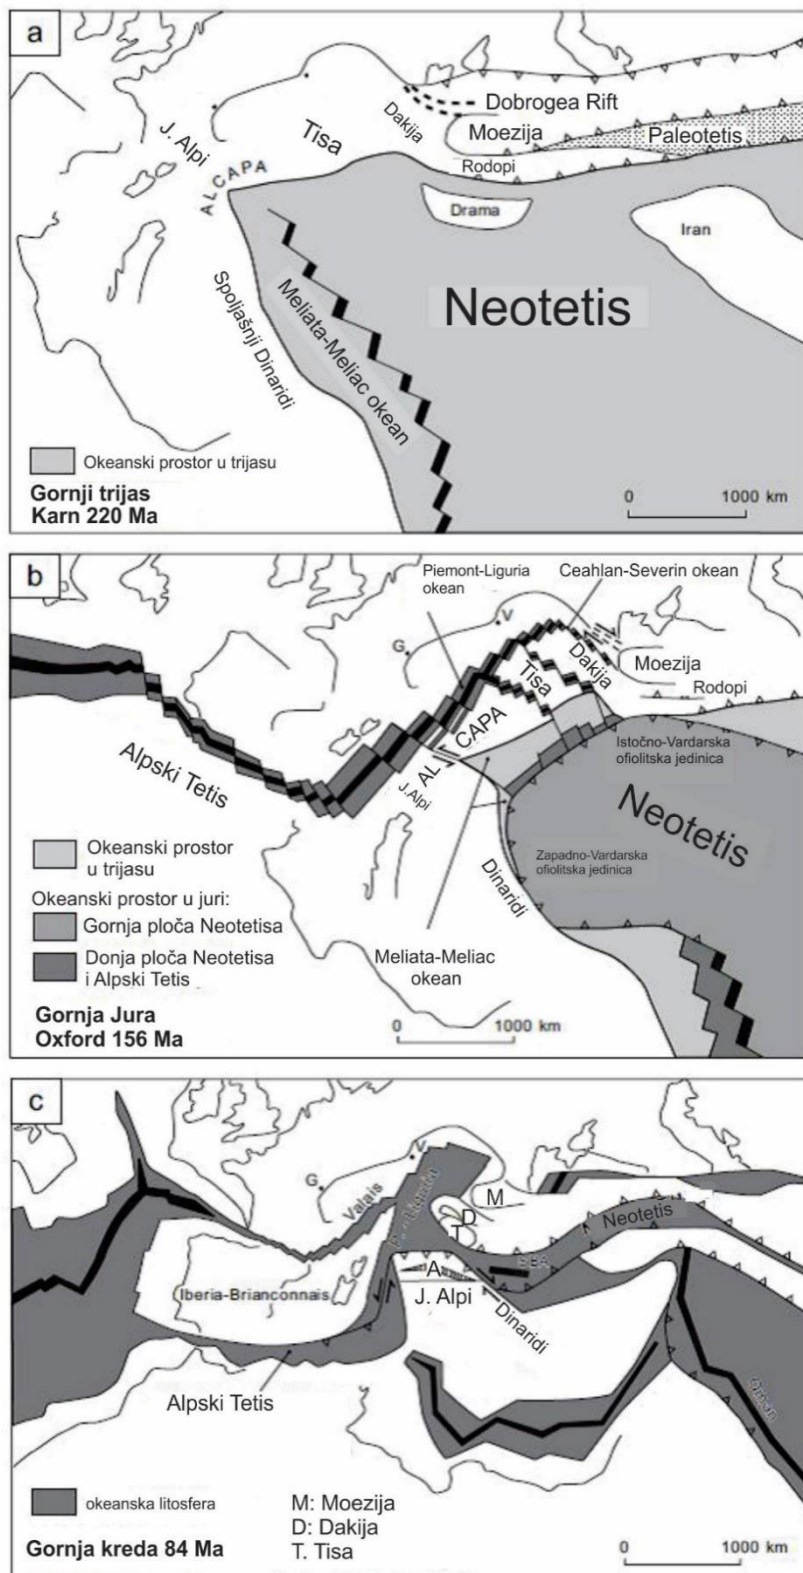 a
Dobrogea Rift
Dakija
Moezija
Paleotetis
J. Alpi
Tisa
Rodopi
ALCAPA
Drama
Iran
Neotetis
Spoljašnji Dinaridi
Meliata-Meliac okean
Okeanski prostor u trijasu
Gornji trijas
Karn 220 Ma
0 1000 km
b
Piemont-Liguria
okean
Ceahlan-Severin okean
V
G
Dakija
Moezija
Tisa
Rodopi
CAPA
AL
J.Alpi
Alpski Tetis
Istočno-Vardarska
ofiolitska jedinica
Neotetis
Zapadno-Vardarska
ofiolitska jedinica
Dinaridi
Okeanski prostor
u trijasu
Okeanski prostor u juri:
Gornja ploča Neotetisa
Donja ploča Neotetisa
i Alpski Tetis
Meliata-Meliac
okean
Gornja Jura
Oxford 156 Ma
0 1000 km
c
V
G
Valais
M
D
T
Neotetis
Iberia-Brianconnais
A
J. Alpi
Dinaridi
Alpski Tetis
Oman
okeanska litosfera
M: Moezija
D: Dakija
T. Tisa
Gornja kreda 84 Ma
0 1000 km